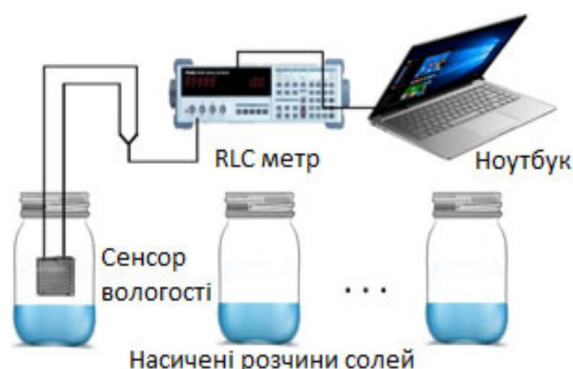 RLC метр
Ноутбук
Сенсор
вологості
. . .
Насичені розчини солей